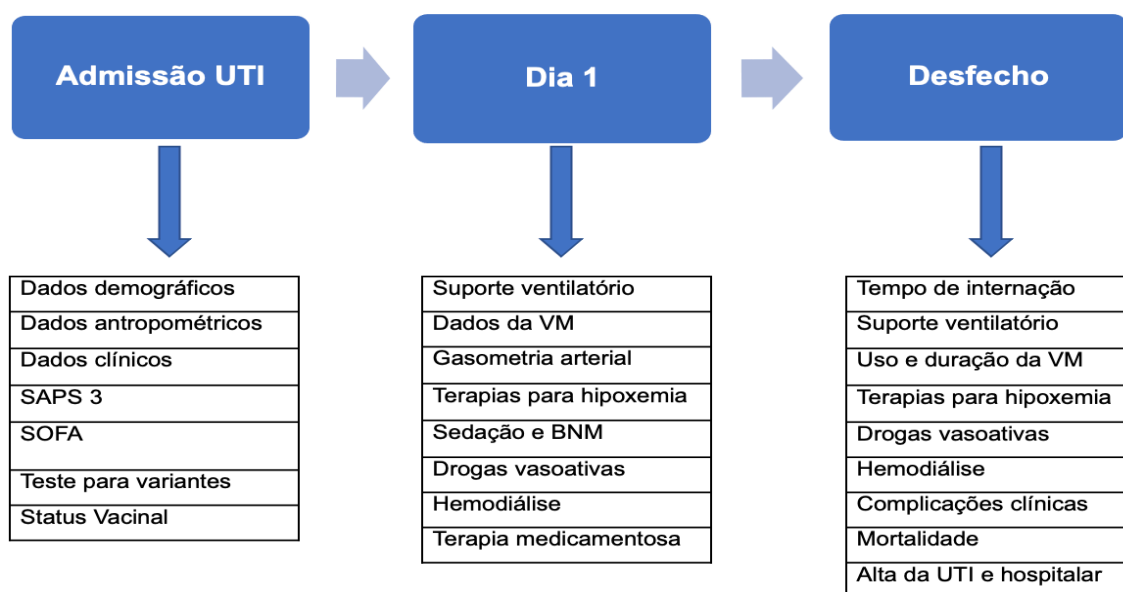 Admissão UTI
Dia 1
Desfecho
Dados demográficos
Dados antropométricos
Dados clínicos
SAPS 3
SOFA
Teste para variantes
Status Vacinal
Suporte ventilatório
Dados da VM
Gasometria arterial
Terapias para hipoxemia
Sedação e BNM
Drogas vasoativas
Hemodiálise
Terapia medicamentosa
Tempo de internação
Suporte ventilatório
Uso e duração da VM
Terapias para hipoxemia
Drogas vasoativas
Hemodiálise
Complicações clínicas
Mortalidade
Alta da UTI e hospitalar